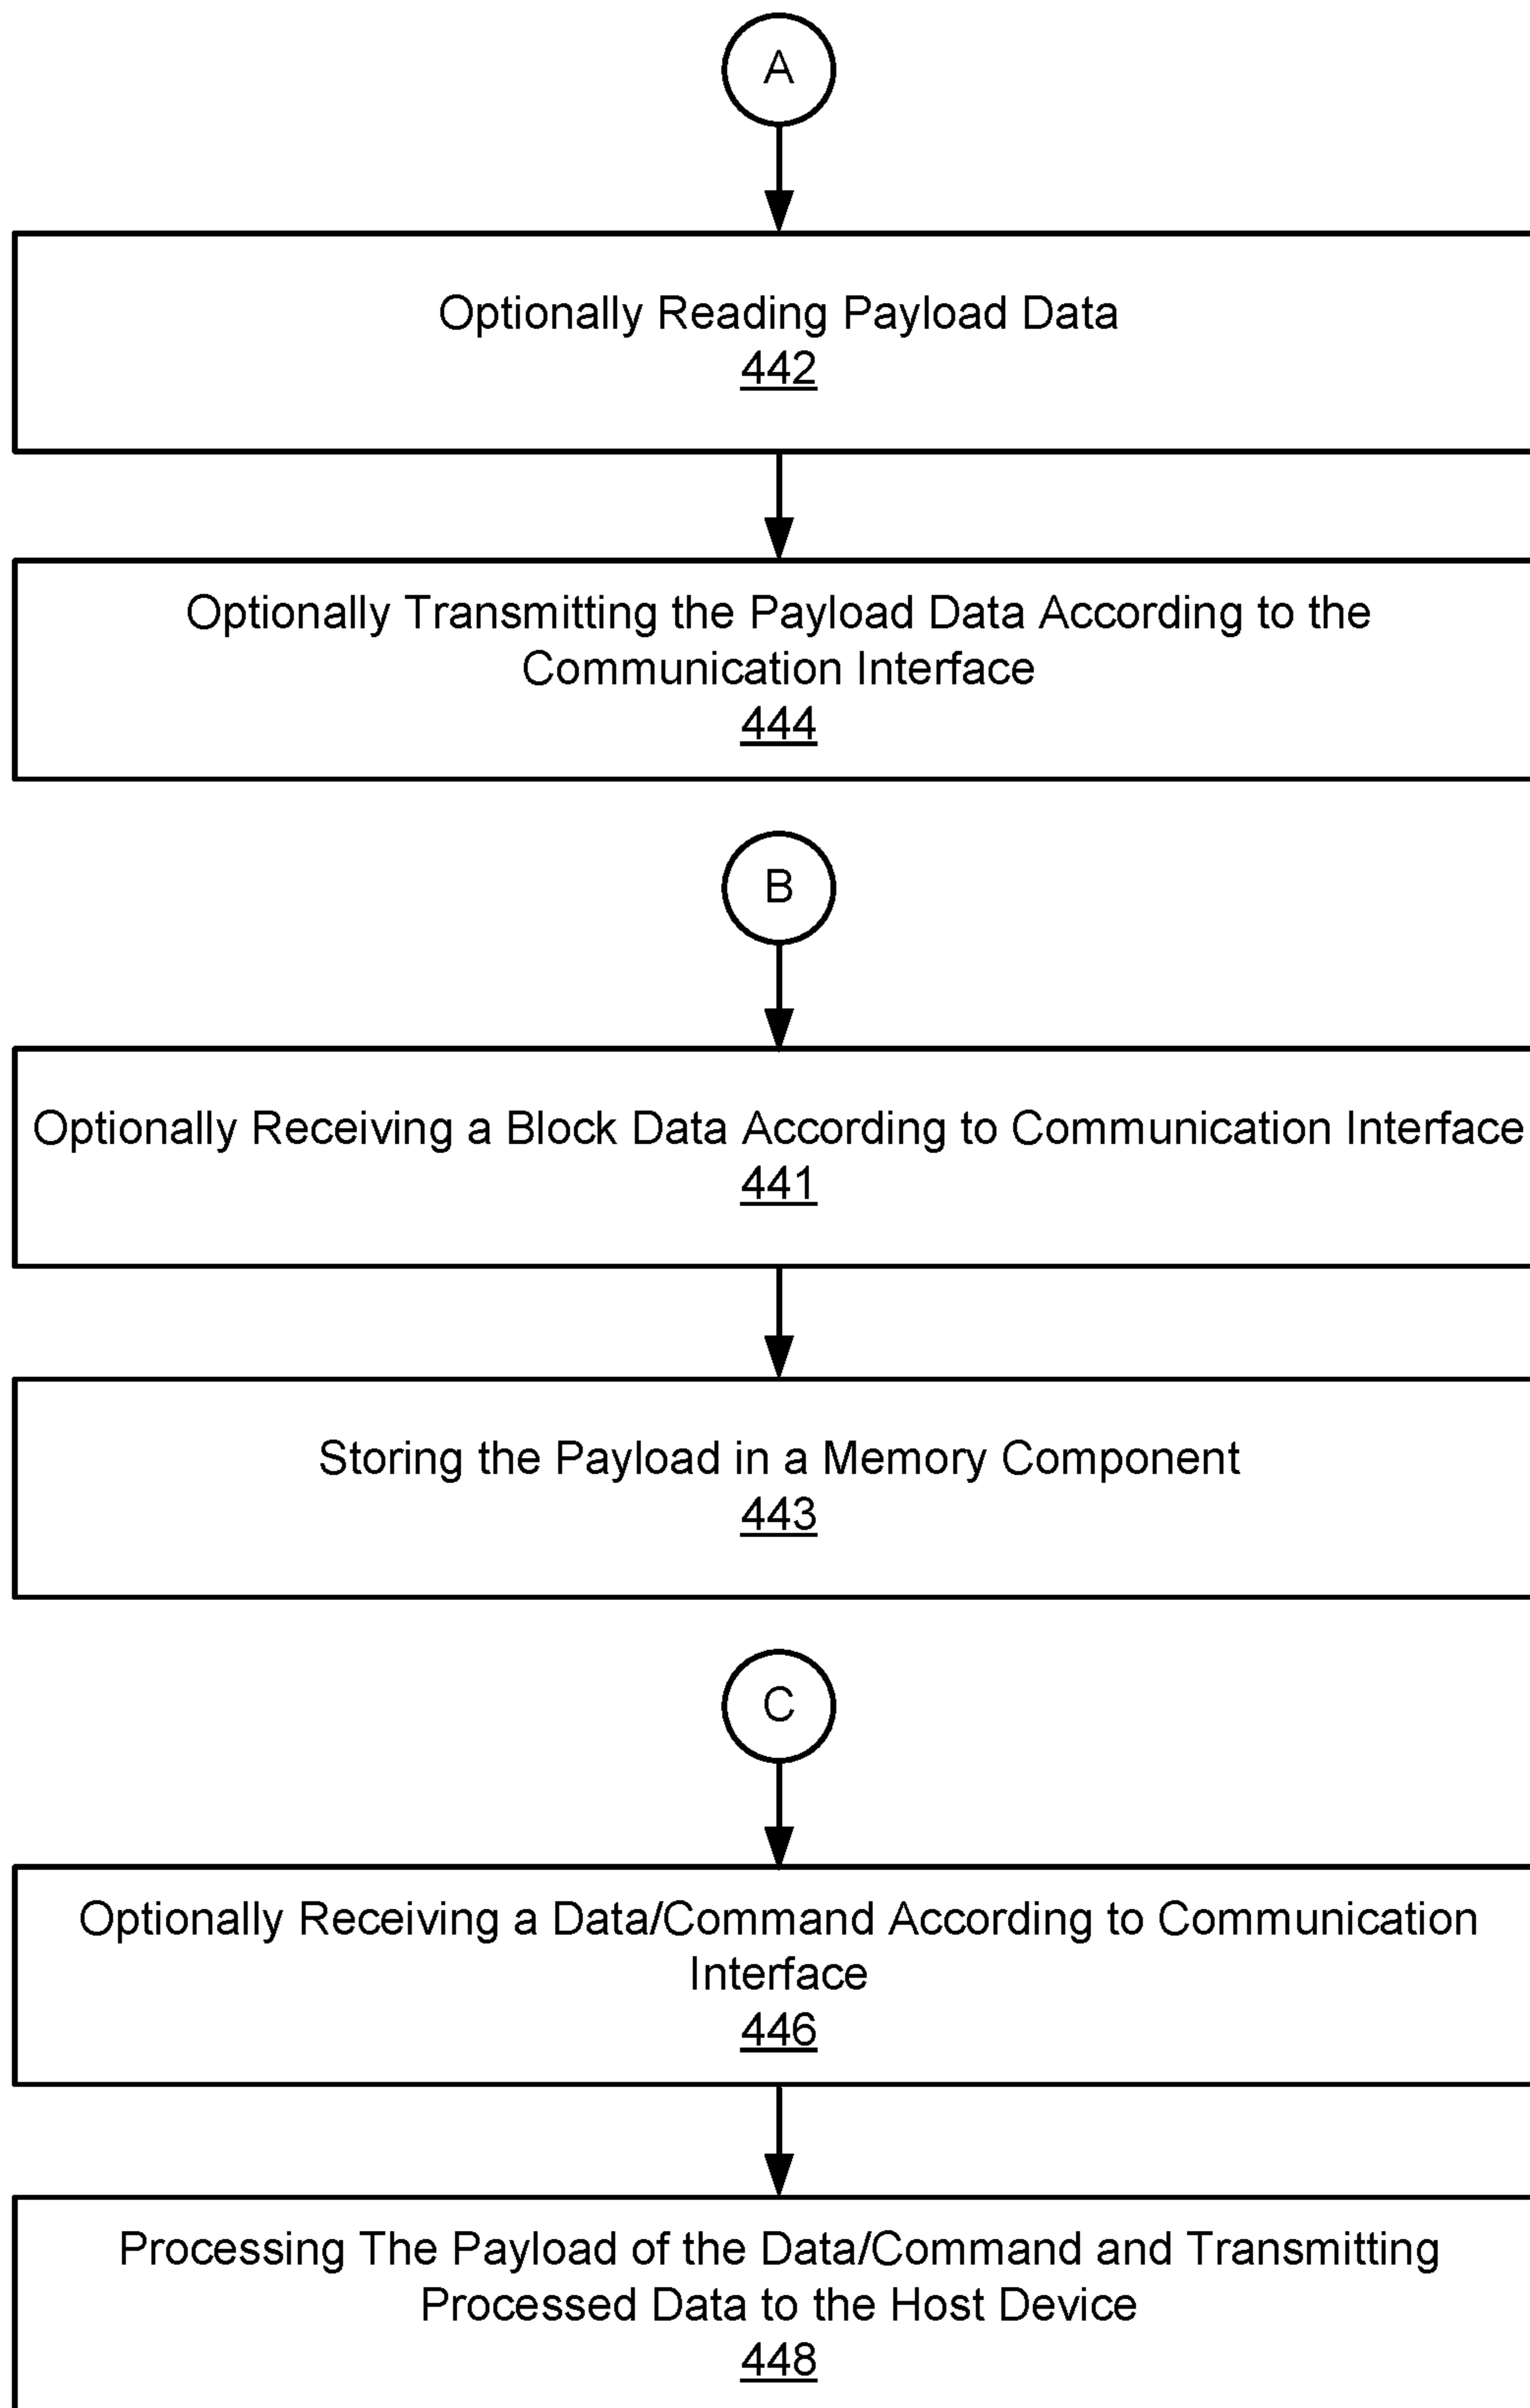 A
Optionally Reading Payload Data
442
Optionally Transmitting the Payload Data According to the
Communication Interface
444
B
Optionally Receiving a Block Data According to Communication Interface
441
Storing the Payload in a Memory Component
443
C
Optionally Receiving a Data/Command According to Communication
Interface
446
Processing The Payload of the Data/Command and Transmitting
Processed Data to the Host Device
448